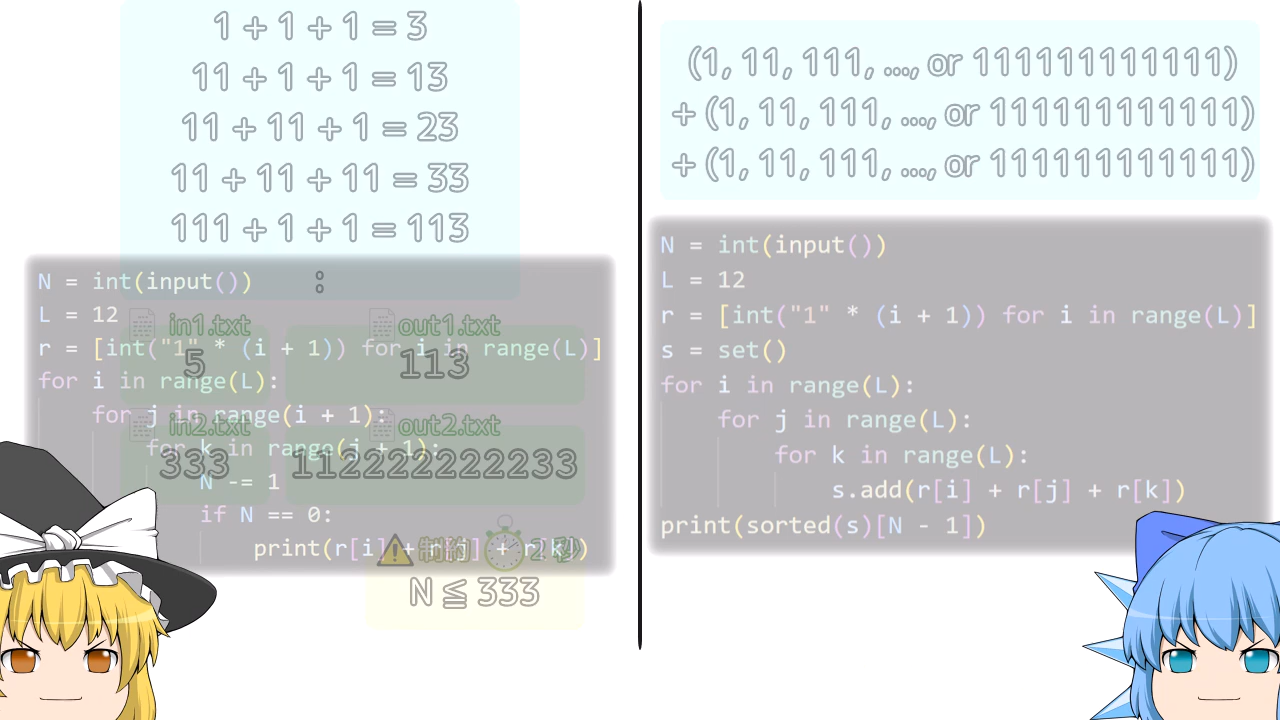 1 + 1 + 1 = 3
11 + 1 + 1 = 13
11 + 11 + 1 = 23
11 + 11 + 11 = 33
111 + 1 + 1 = 113
:
N = int(input())
L = 12
r = [int("1" * (i + 1)) for i in range(L)]
for i in range(L):
for j in range(i + 1):
for k in range(j + 1):
N -= 1
if N == 0:
print(r[i] + r[j] + r[k])
in1.txt
out1.txt
5
113
in2.txt
out2.txt
333
112222222233
制約
2 秒
N ≦ 333
(1, 11, 111, ..., or 111111111111)
+ (1, 11, 111, ..., or 111111111111)
+ (1, 11, 111, ..., or 111111111111)
N = int(input())
L = 12
r = [int("1" * (i + 1)) for i in range(L)]
s = set()
for i in range(L):
for j in range(L):
for k in range(L):
s.add(r[i] + r[j] + r[k])
print(sorted(s)[N - 1])